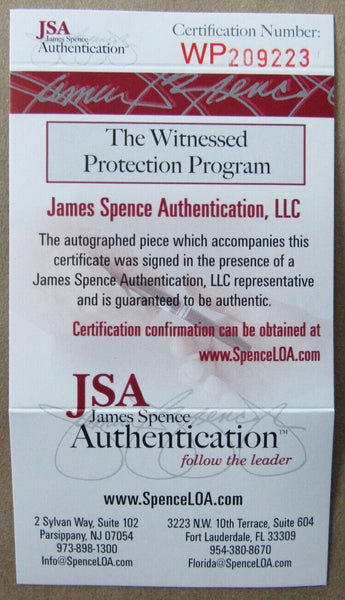 JSA
James Spence
Authentication™
Certification Number:
WP209223
James Spence
The Witnessed
Protection Program
James Spence Authentication, LLC
The autographed piece which accompanies this
certificate was signed in the presence of a
James Spence Authentication, LLC representative
and is guaranteed to be authentic.
Certification confirmation can be obtained at
www.SpenceLOA.com
JSA
James Spence
Authentication™
follow the leader
www.SpenceLOA.com
2 Sylvan Way, Suite 102
Parsippany, NJ 07054
973-898-1300
Info@SpenceLOA.com
3223 N.W. 10th Terrace, Suite 604
Fort Lauderdale, FL 33309
954-380-8670
Florida@SpenceLOA.com